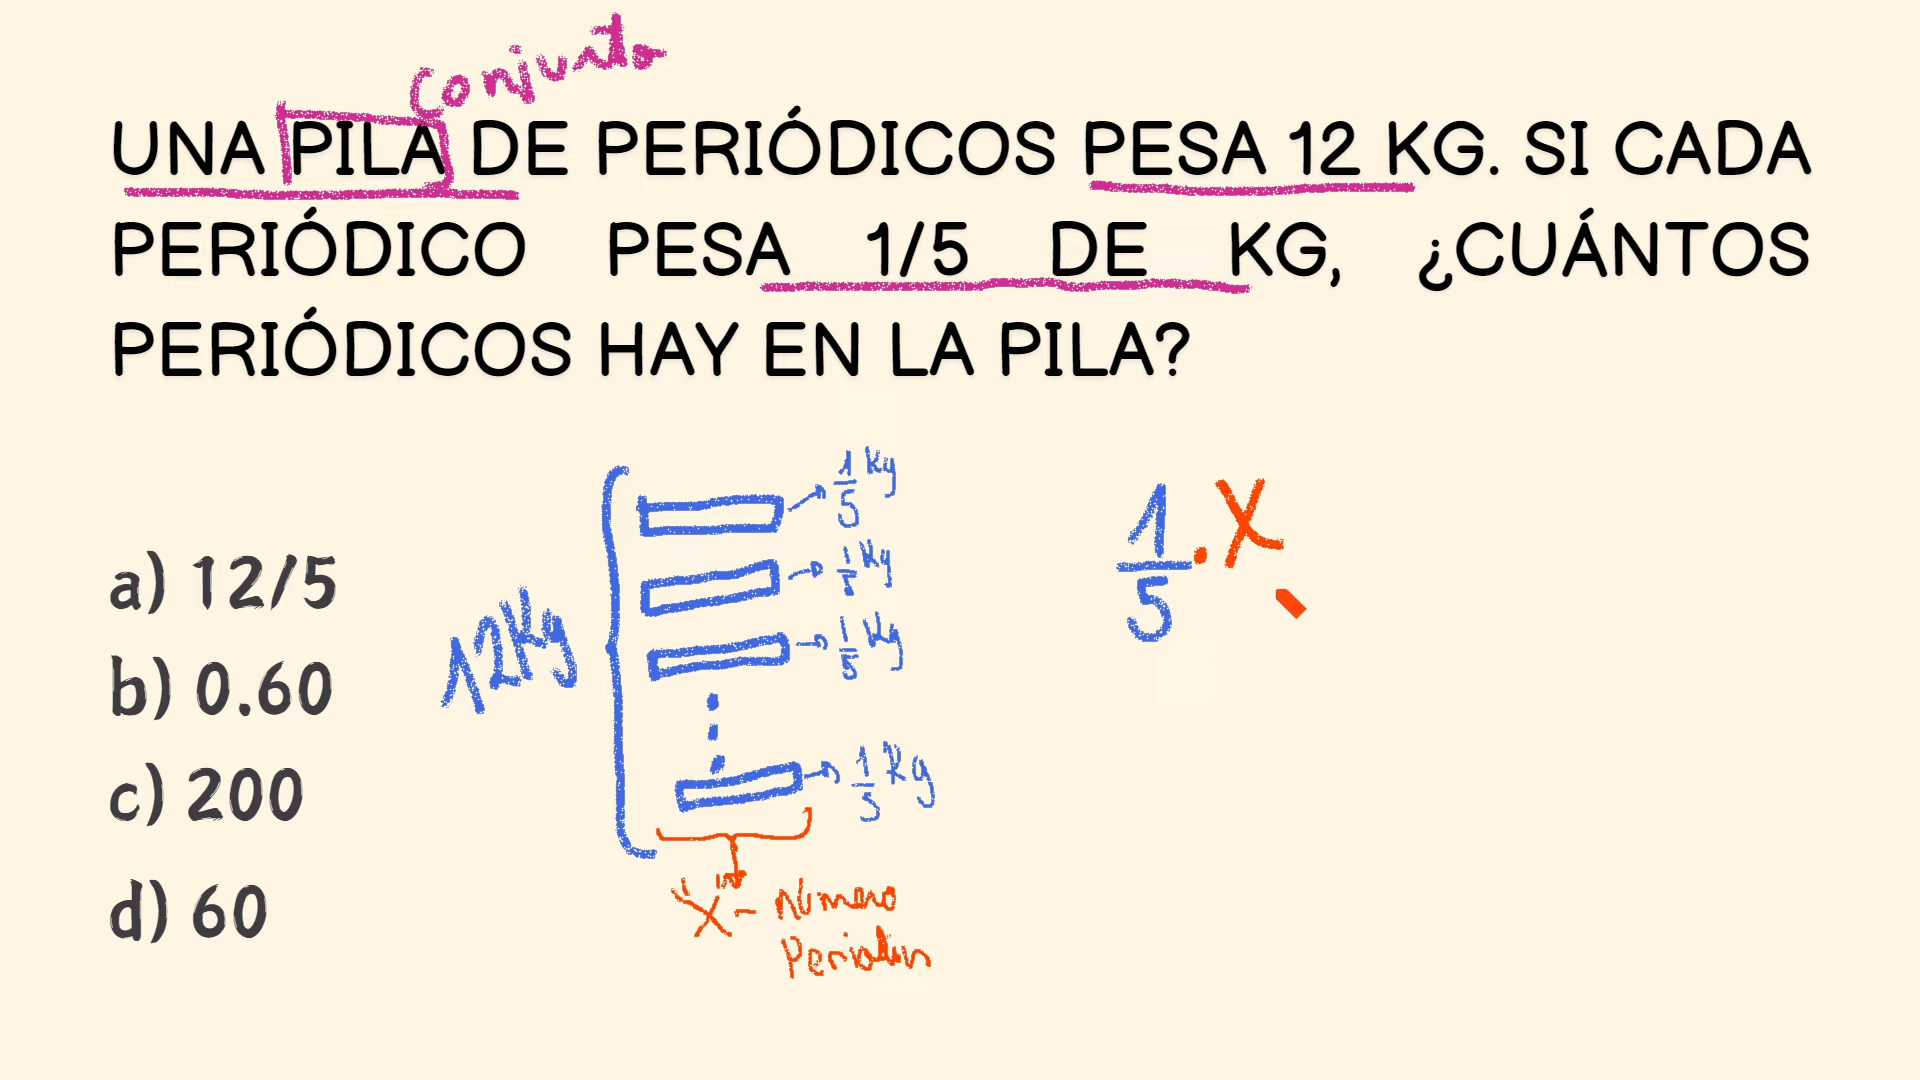 Conjunto
UNA PILA DE PERIÓDICOS PESA 12 KG. SI CADA
PERIÓDICO PESA 1/5 DE KG, ¿CUÁNTOS
PERIÓDICOS HAY EN LA PILA?
a) 12/5
b) 0.60
c) 200
d) 60
12Kg
1/5 Kg
1/5 Kg
1/5 Kg
1/5 Kg
"X" - Número
1/5 . X